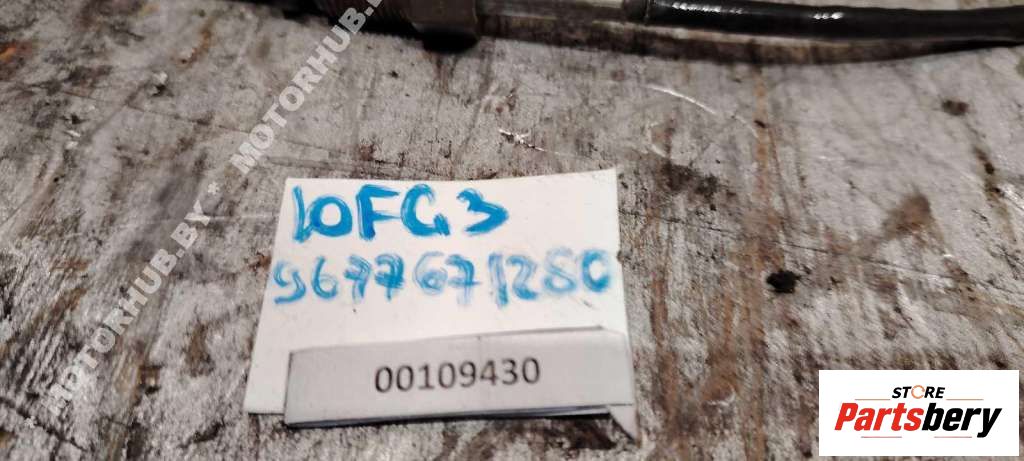 MOTORHUB.BY * MOTORHUB.BY
10FG3
9677671280
00109430
STORE
Partsbery